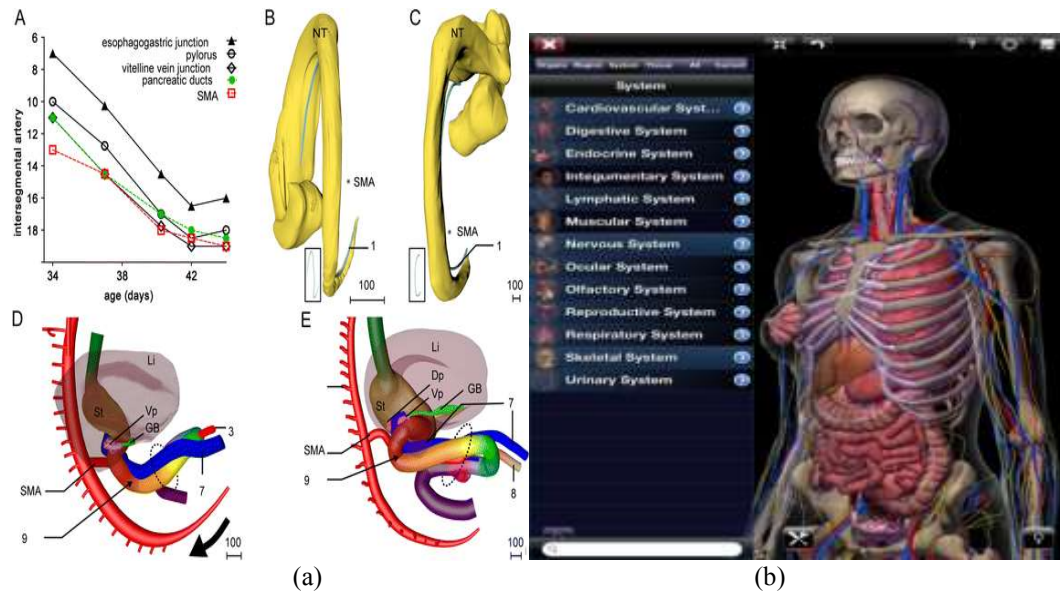 A
6
10
12
14
16
18
intersegmental artery
34
38
42
age (days)
esophagogastric junction
pylorus
vitelline vein junction
pancreatic ducts
SMA
B
NT
* SMA
1
100
C
NT
* SMA
1
100
D
Li
St
Vp
GB
3
SMA
7
9
100
E
Li
Dp
St
Vp
GB
7
SMA
9
8
100
(a)
Region System Tissue All
System
Cardiovascular Syst...
Digestive System
Endocrine System
Integumentary System
Lymphatic System
Muscular System
Nervous System
Ocular System
Olfactory System
Reproductive System
Respiratory System
Skeletal System
Urinary System
?
(b)